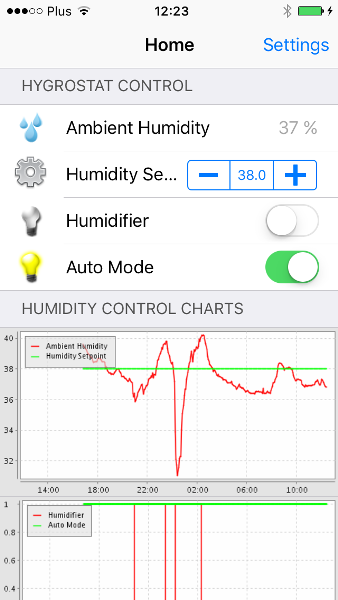 ●●●○○ Plus 12:23
Home Settings
HYGROSTAT CONTROL
Ambient Humidity 37 %
Humidity Se... 38.0
Humidifier
Auto Mode
HUMIDITY CONTROL CHARTS
Ambient Humidity
Humidity Setpoint
40
38
36
34
32
14:00 18:00 22:00 02:00 06:00 10:00
Humidifier
Auto Mode
1
0.8
0.6
0.4